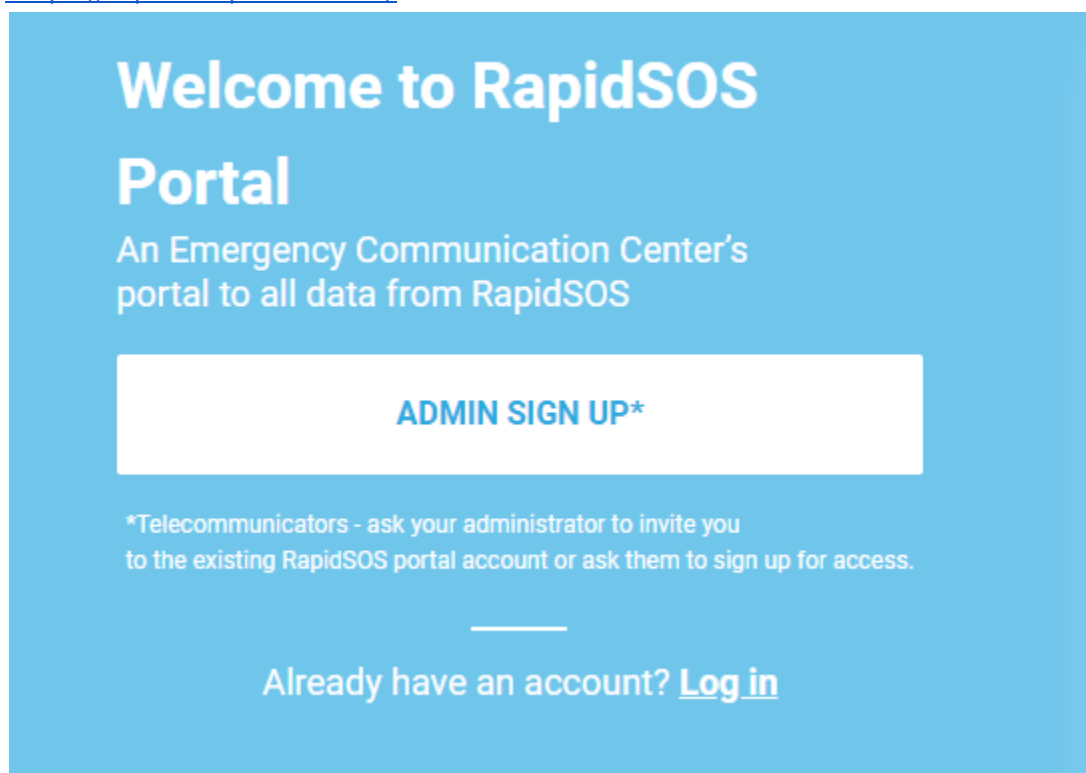 Welcome to RapidSOS
Portal
An Emergency Communication Center’s
portal to all data from RapidSOS
ADMIN SIGN UP*
*Telecommunicators - ask your administrator to invite you
to the existing RapidSOS portal account or ask them to sign up for access.
Already have an account? Log in